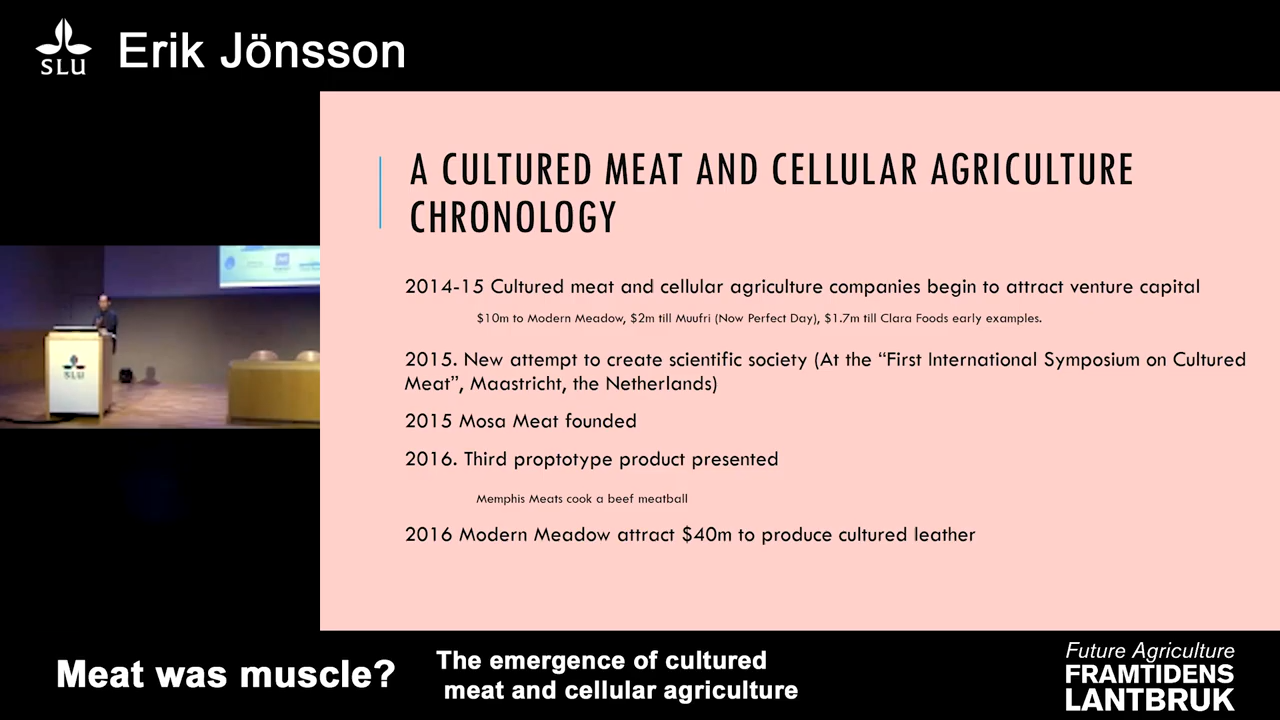 SLU
Erik Jönsson
A CULTURED MEAT AND CELLULAR AGRICULTURE
CHRONOLOGY
2014-15 Cultured meat and cellular agriculture companies begin to attract venture capital
$10m to Modern Meadow, $2m till Muufri (Now Perfect Day), $1.7m till Clara Foods early examples.
2015. New attempt to create scientific society (At the “First International Symposium on Cultured
Meat”, Maastricht, the Netherlands)
2015 Mosa Meat founded
2016. Third proptotype product presented
Memphis Meats cook a beef meatball
2016 Modern Meadow attract $40m to produce cultured leather
SLU
Meat was muscle?
The emergence of cultured
meat and cellular agriculture
Future Agriculture
FRAMTIDENS
LANTBRUK